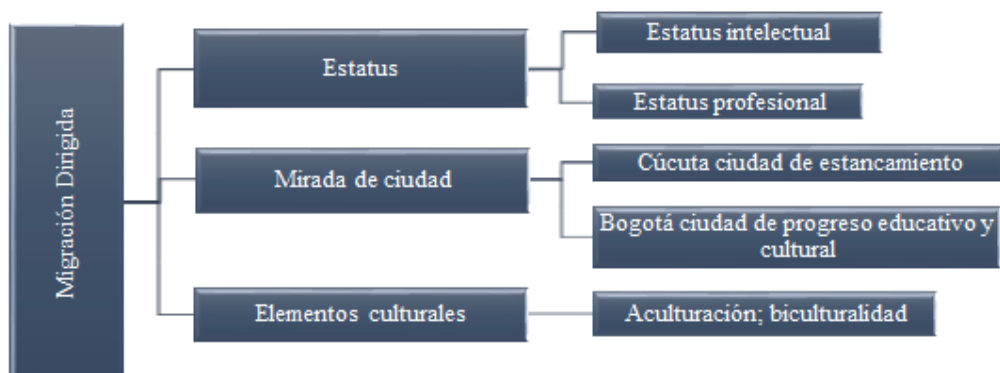 Migración Dirigida
Estatus
Estatus intelectual
Estatus profesional
Mirada de ciudad
Cúcuta ciudad de estancamiento
Bogotá ciudad de progreso educativo y
cultural
Elementos culturales
Aculturación; biculturalidad